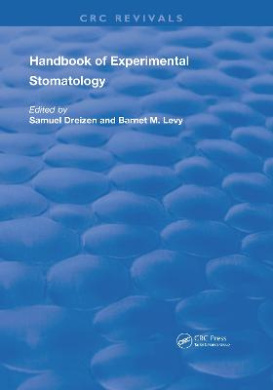 CRC REVIVALS
Handbook of Experimental
Stomatology
Edited by
Samuel Dreizen and Barnet M. Levy
CRC Press